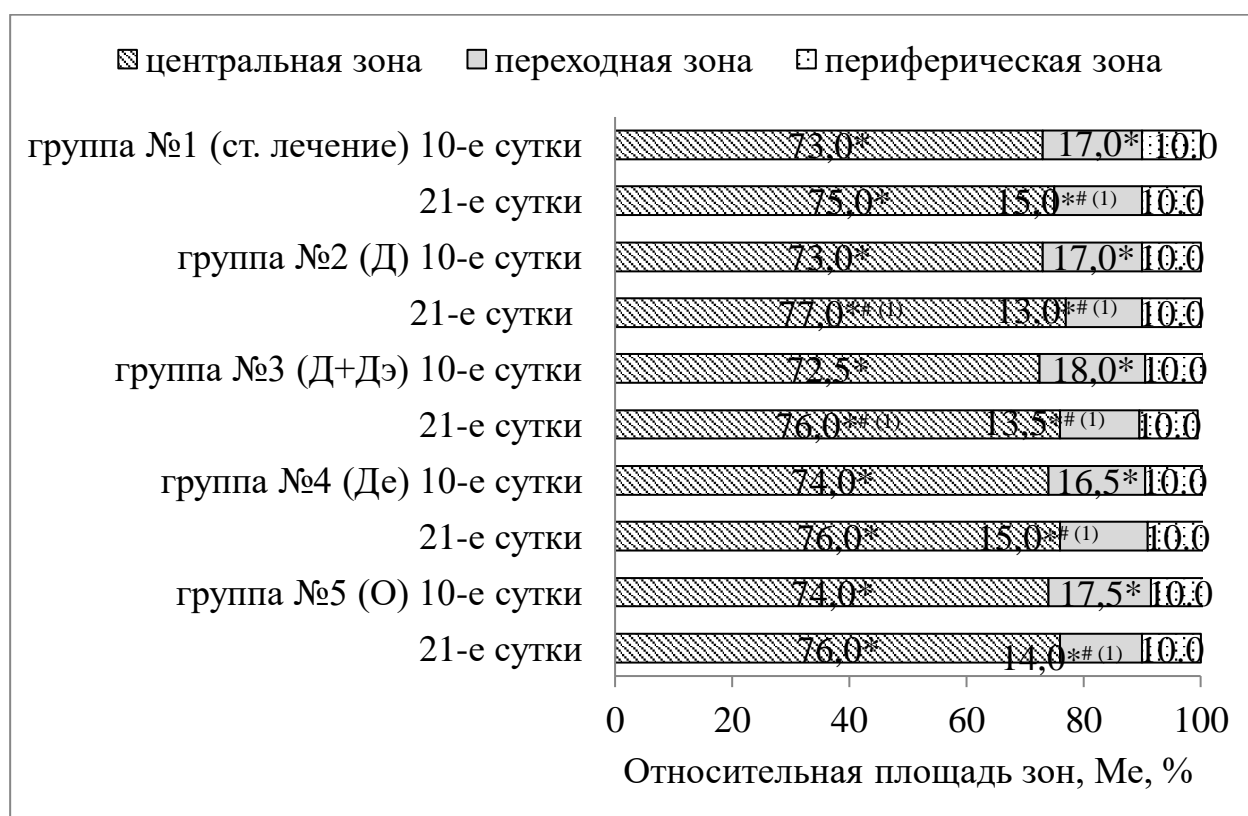 центральная зона переходная зона периферическая зона
группа №1 (ст. лечение) 10-е сутки 73,0* 17,0* 10.0
21-е сутки 75,0* 15,0*# (1) 10.0
группа №2 (Д) 10-е сутки 73,0* 17,0* 10.0
21-е сутки 77,0*# (1) 13,0*# (1) 10.0
группа №3 (Д+Дэ) 10-е сутки 72,5* 18,0* 10.0
21-е сутки 76,0*# (1) 13,5*# (1) 10.0
группа №4 (Де) 10-е сутки 74,0* 16,5* 10.0
21-е сутки 76,0* 15,0*# (1) 10.0
группа №5 (О) 10-е сутки 74,0* 17,5* 10.0
21-е сутки 76,0* 14,0*# (1) 10.0
0 20 40 60 80 100
Относительная площадь зон, Me, %